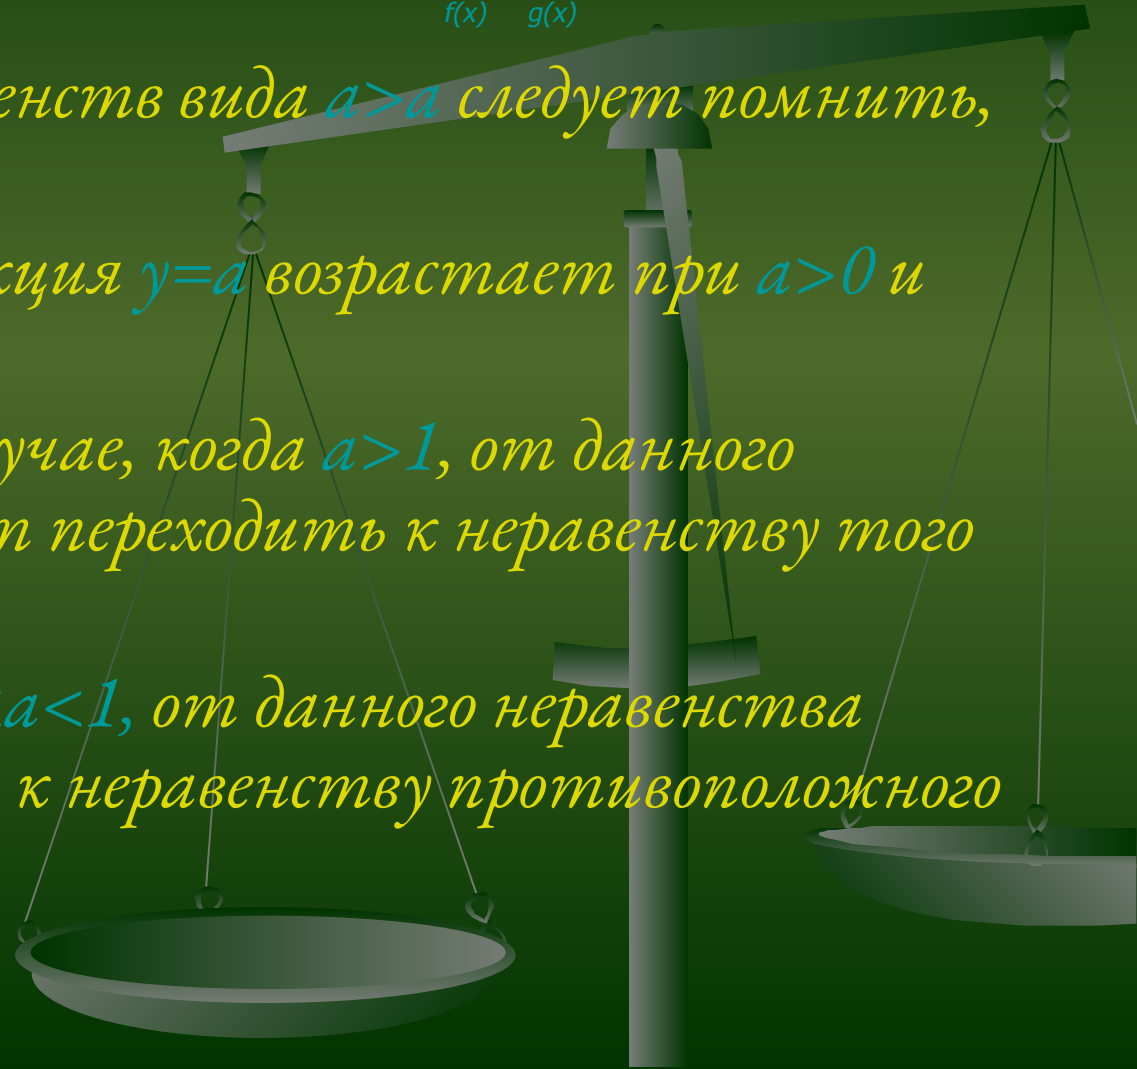 f(x) g(x)
енств вида a>a следует помнить,
кция y=a возрастает при a>0 и
учае, когда a>1, от данного
т переходить к неравенству того
a<1, от данного неравенства
к неравенству противоположного